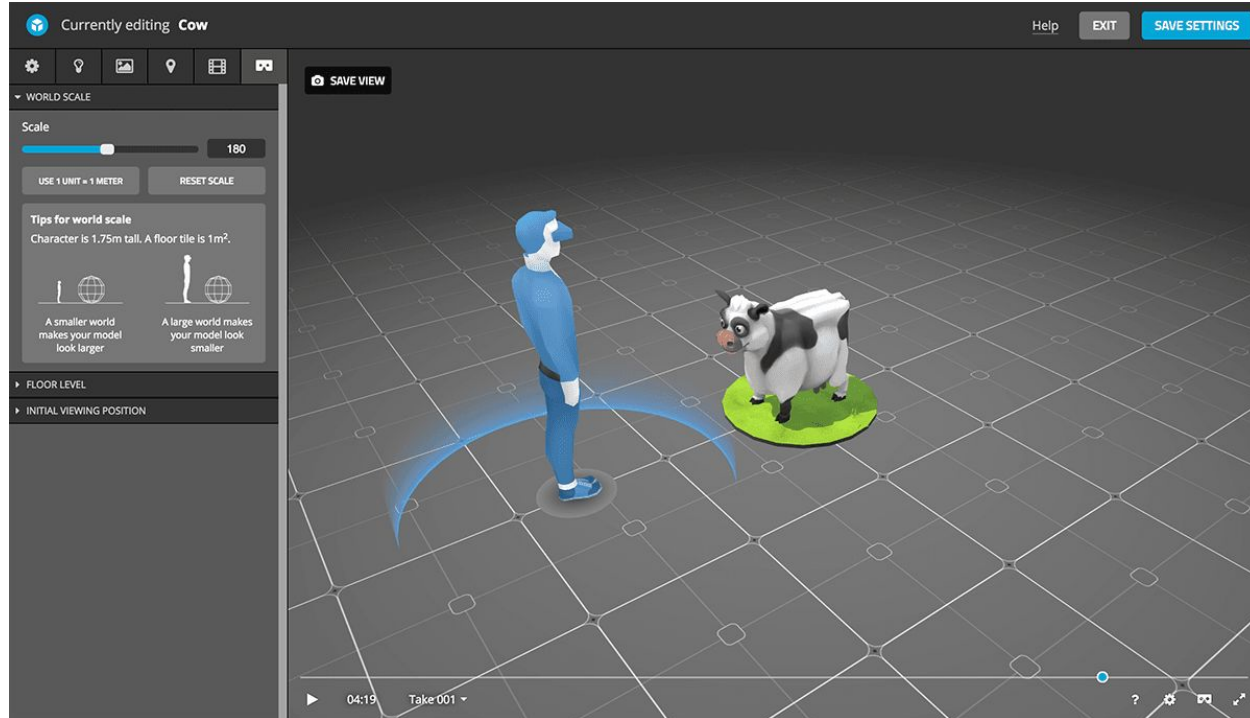 Currently editing Cow
Help
EXIT
SAVE SETTINGS
WORLD SCALE
SAVE VIEW
Scale
180
USE 1 UNIT = 1 METER
RESET SCALE
Tips for world scale
Character is 1.75m tall. A floor tile is 1m².
A smaller world
makes your model
look larger
A large world makes
your model look
smaller
FLOOR LEVEL
INITIAL VIEWING POSITION
04:19
Take 001
?